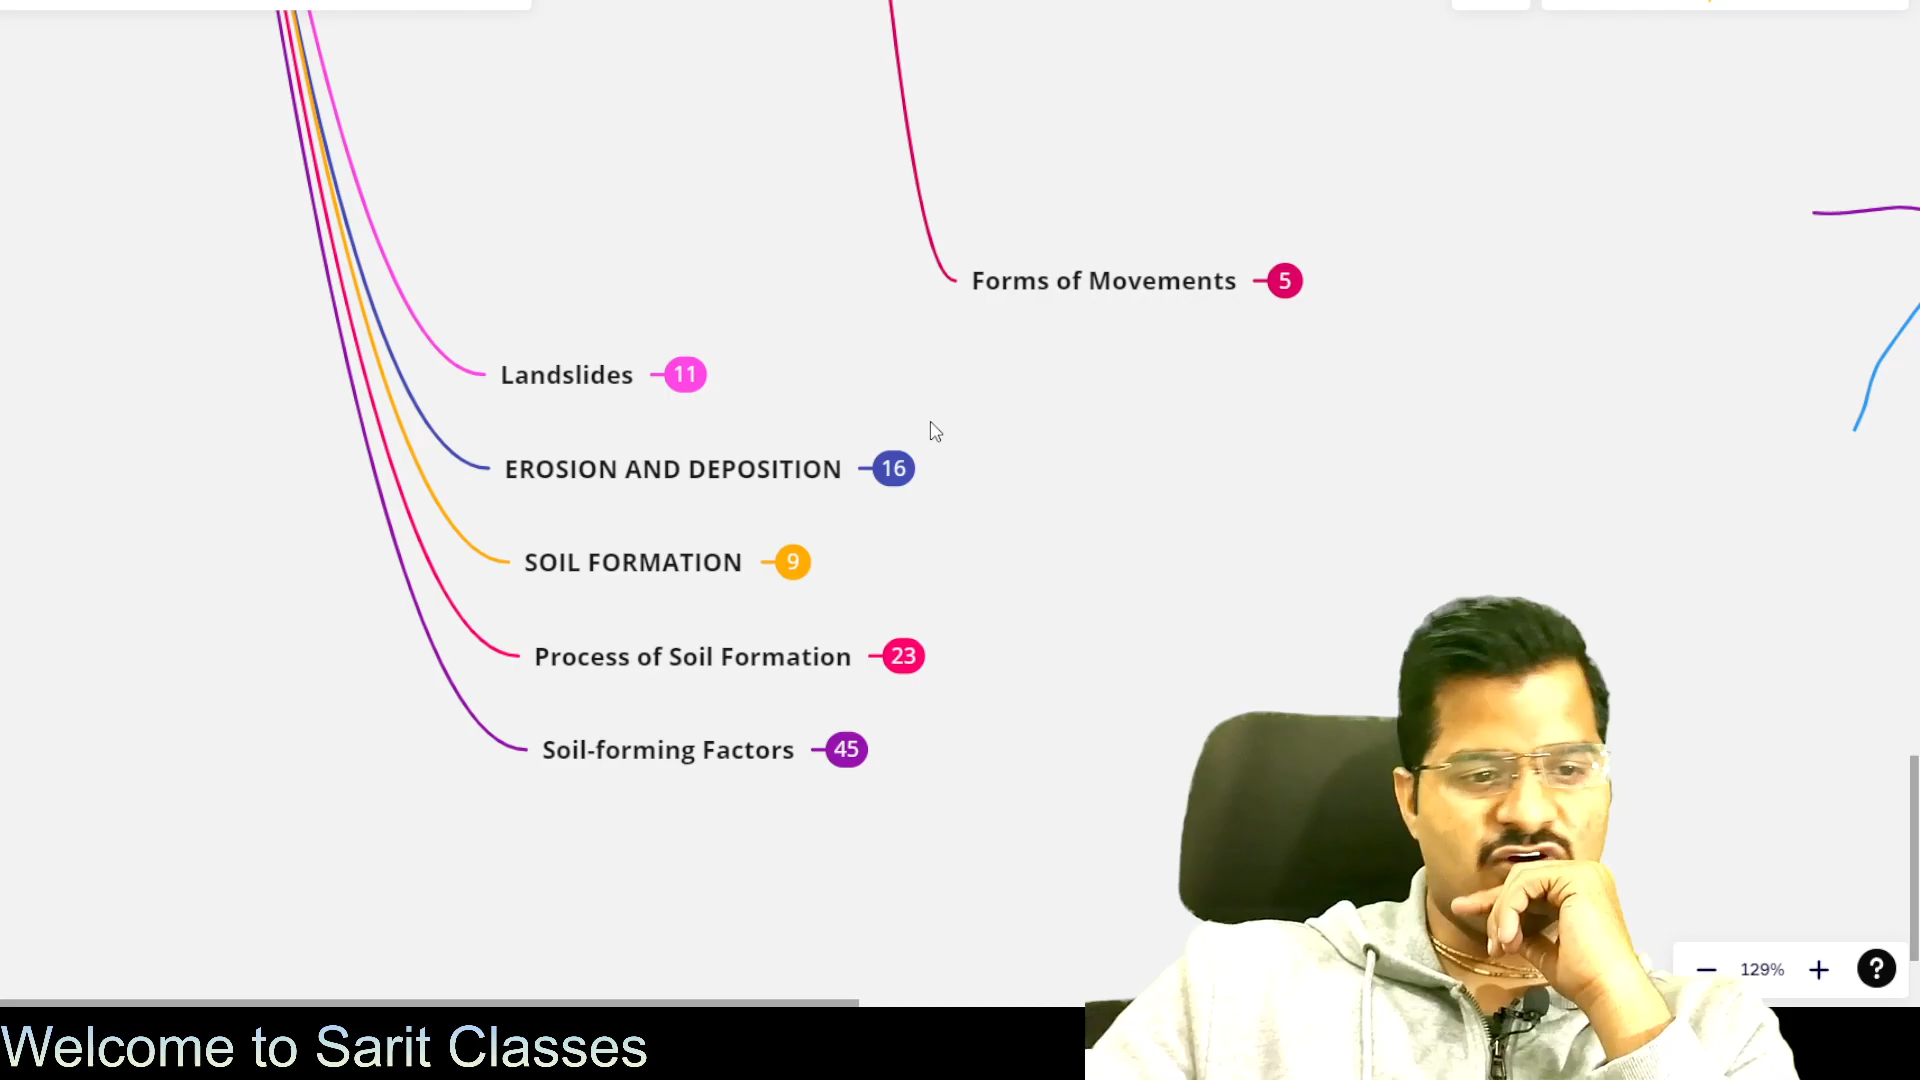 Forms of Movements 5
Landslides 11
EROSION AND DEPOSITION 16
SOIL FORMATION 9
Process of Soil Formation 23
Soil-forming Factors 45
129%
?
Welcome to Sarit Classes